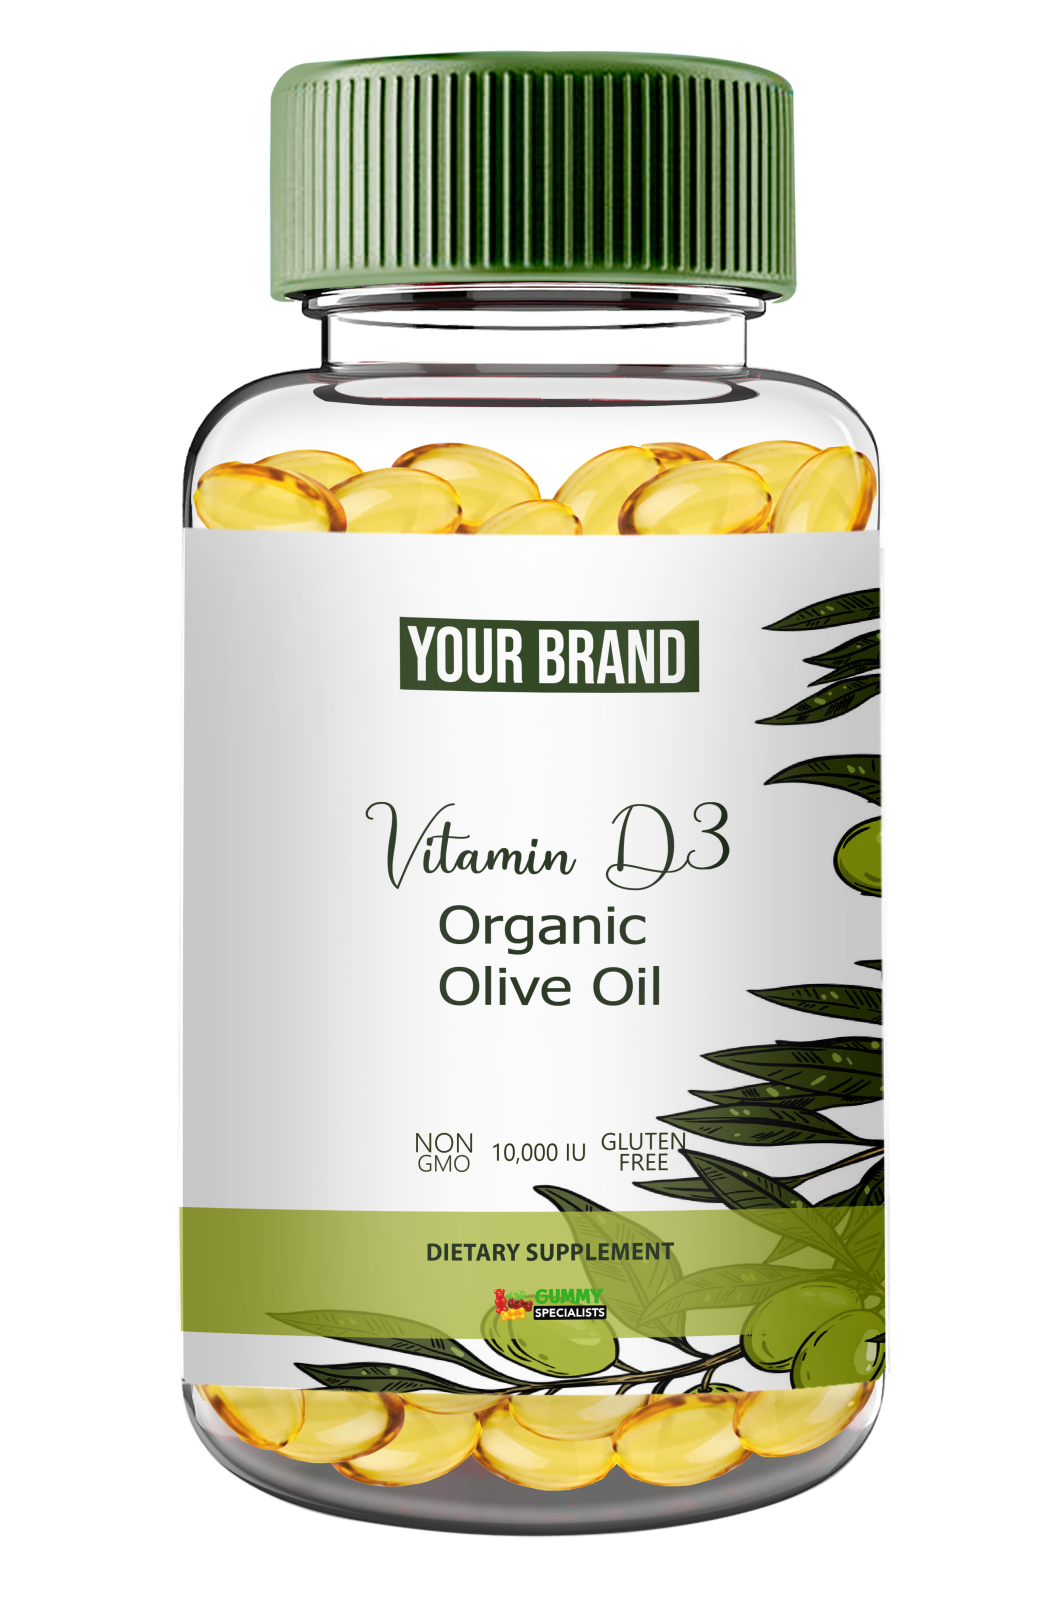 YOUR BRAND
Vitamin D3
Organic
Olive Oil
NON
GMO
10,000 IU
GLUTEN
FREE
DIETARY SUPPLEMENT
GUMMY
SPECIALISTS